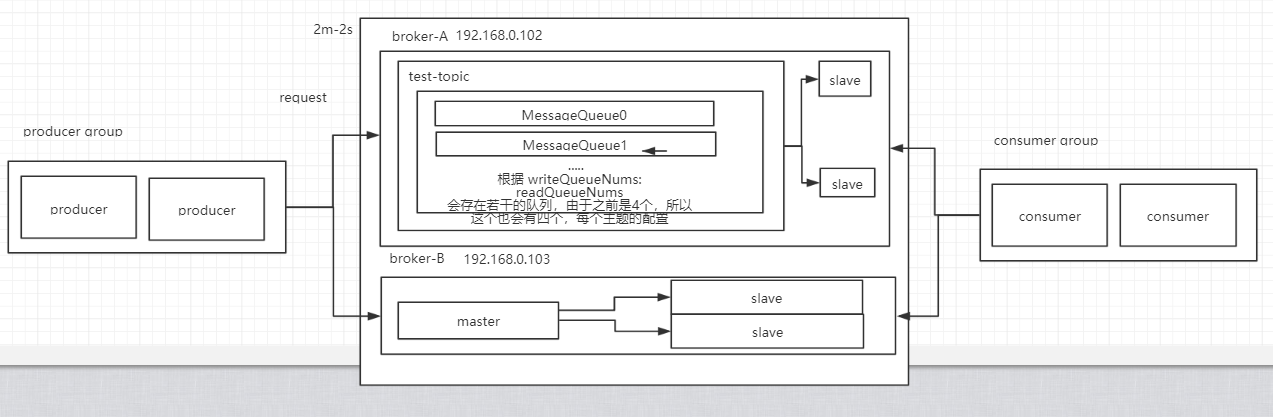 2m-2s
broker-A 192.168.0.102
test-topic
slave
request
MessageQueue0
producer group
MessageQueue1
consumer group
.....
根据 writeQueueNums:
readQueueNums
会存在若干的队列，由于之前是4个，所以
这个也会有四个，每个主题的配置
slave
producer
producer
consumer
consumer
broker-B 192.168.0.103
slave
master
slave